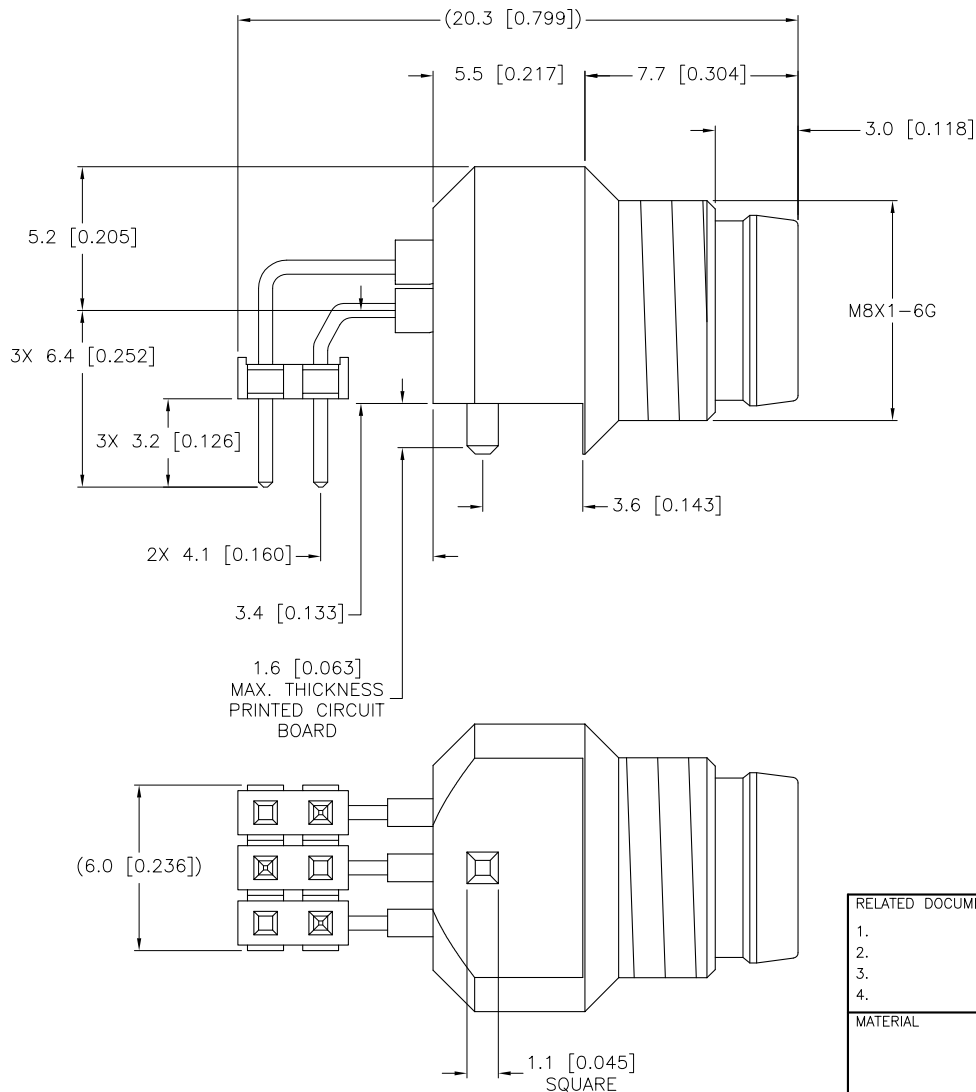 (20.3 [0.799])
5.5 [0.217]
7.7 [0.304]
3.0 [0.118]
5.2 [0.205]
M8X1-6G
3X 6.4 [0.252]
3X 3.2 [0.126]
3.6 [0.143]
2X 4.1 [0.160]
3.4 [0.133]
1.6 [0.063]
MAX. THICKNESS
PRINTED CIRCUIT
BOARD
(6.0 [0.236])
1.1 [0.045]
SQUARE
RELATED
1.
2.
3.
4.
MATERIAL